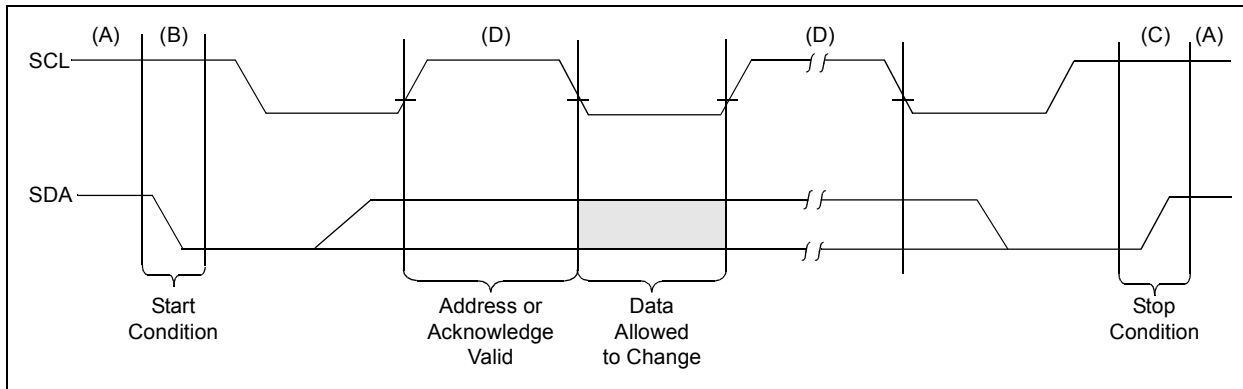 (A) (B) (D) (D) (C) (A)
SCL
SDA
Start
Condition
Address or
Acknowledge
Valid
Data
Allowed
to Change
Stop
Condition